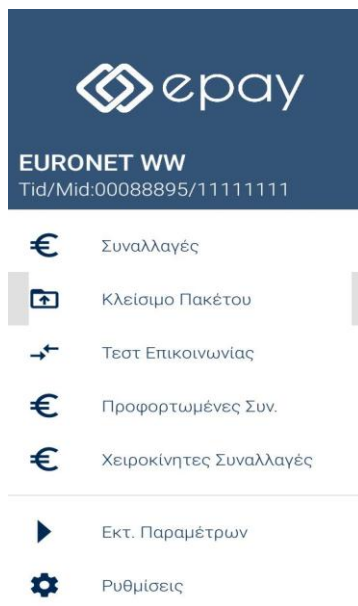 epay
EURONET WW
Tid/Mid:00088895/11111111
Συναλλαγές
Κλείσιμο Πακέτου
Τεστ Επικοινωνίας
Προφορτωμένες Συν.
Χειροκίνητες Συναλλαγές
Εκτ. Παραμέτρων
Ρυθμίσεις